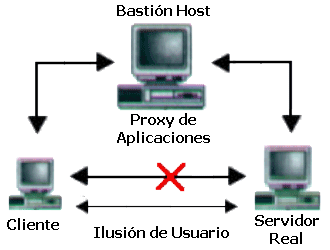 Bastión Host
Proxy de
Aplicaciones
Cliente
Ilusión de Usuario
Servidor
Real